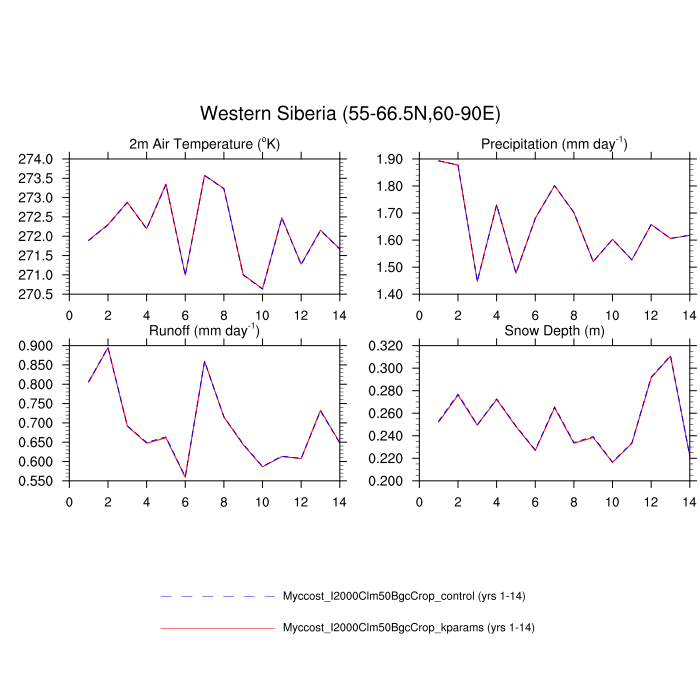 Western Siberia (55-66.5N,60-90E)
2m Air Temperature (°K)
274.0
273.5
273.0
272.5
272.0
271.5
271.0
270.5
0 2 4 6 8 10 12 14
Precipitation (mm day⁻¹)
1.90
1.80
1.70
1.60
1.50
1.40
0 2 4 6 8 10 12 14
Runoff (mm day⁻¹)
0.900
0.850
0.800
0.750
0.700
0.650
0.600
0.550
0 2 4 6 8 10 12 14
Snow Depth (m)
0.320
0.300
0.280
0.260
0.240
0.220
0.200
0 2 4 6 8 10 12 14
Myccost_I2000Clm50BgcCrop_control (yrs 1-14)
Myccost_I2000Clm50BgcCrop_kparams (yrs 1-14)